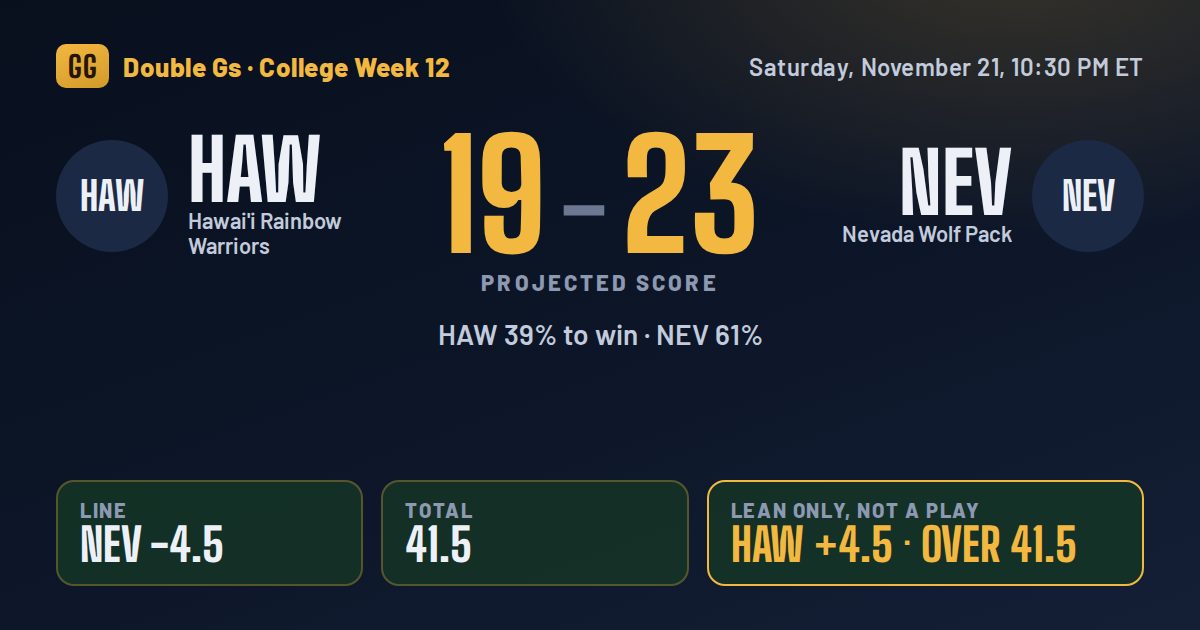 GG Double Gs · College Week 12
Saturday, November 21, 10:30 PM ET
HAW
HAW
Hawai'i Rainbow
Warriors
19 – 23
PROJECTED SCORE
HAW 39% to win · NEV 61%
NEV
Nevada Wolf Pack
NEV
LINE
NEV −4.5
TOTAL
41.5
LEAN ONLY, NOT A PLAY
HAW +4.5 · OVER 41.5